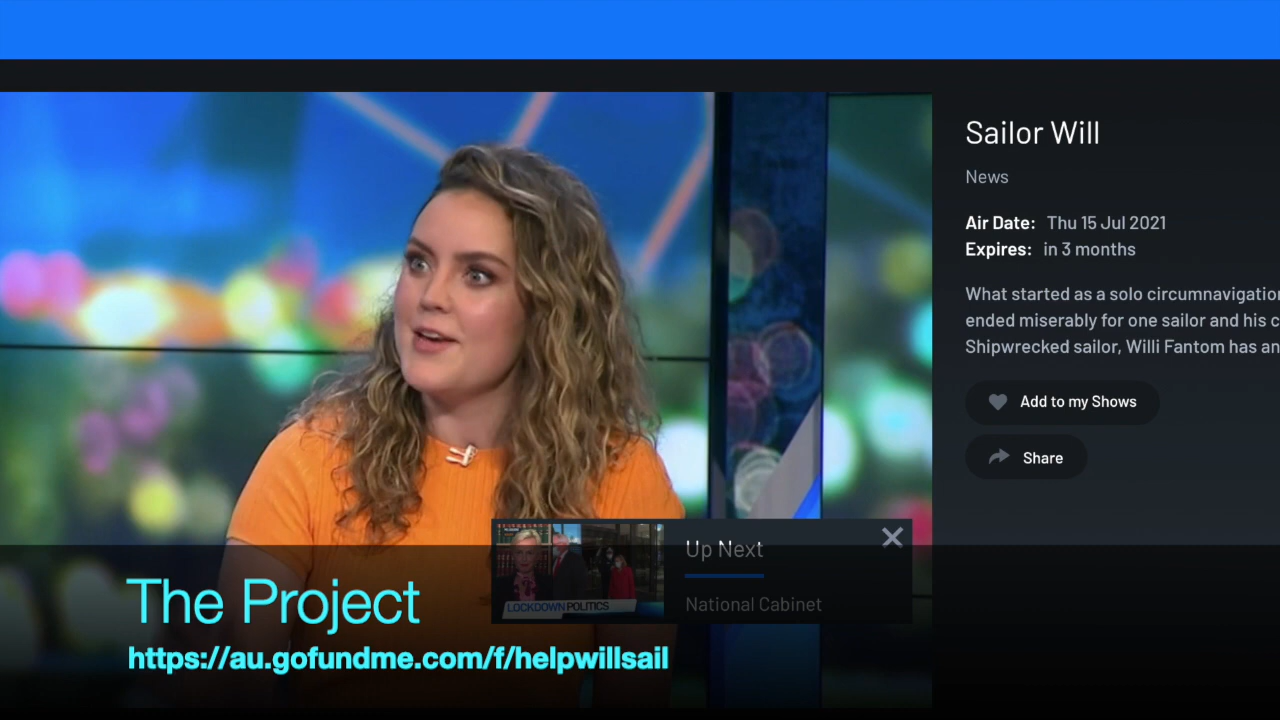 Sailor Will
News
Air Date: Thu 15 Jul 2021
Expires: in 3 months
What started as a solo circumnavigation
ended miserably for one sailor and his c
Shipwrecked sailor, Willi Fantom has an
Add to my Shows
Share
Up Next
National Cabinet
LOCKDOWN POLITICS
The Project
https://au.gofundme.com/f/helpwillsail